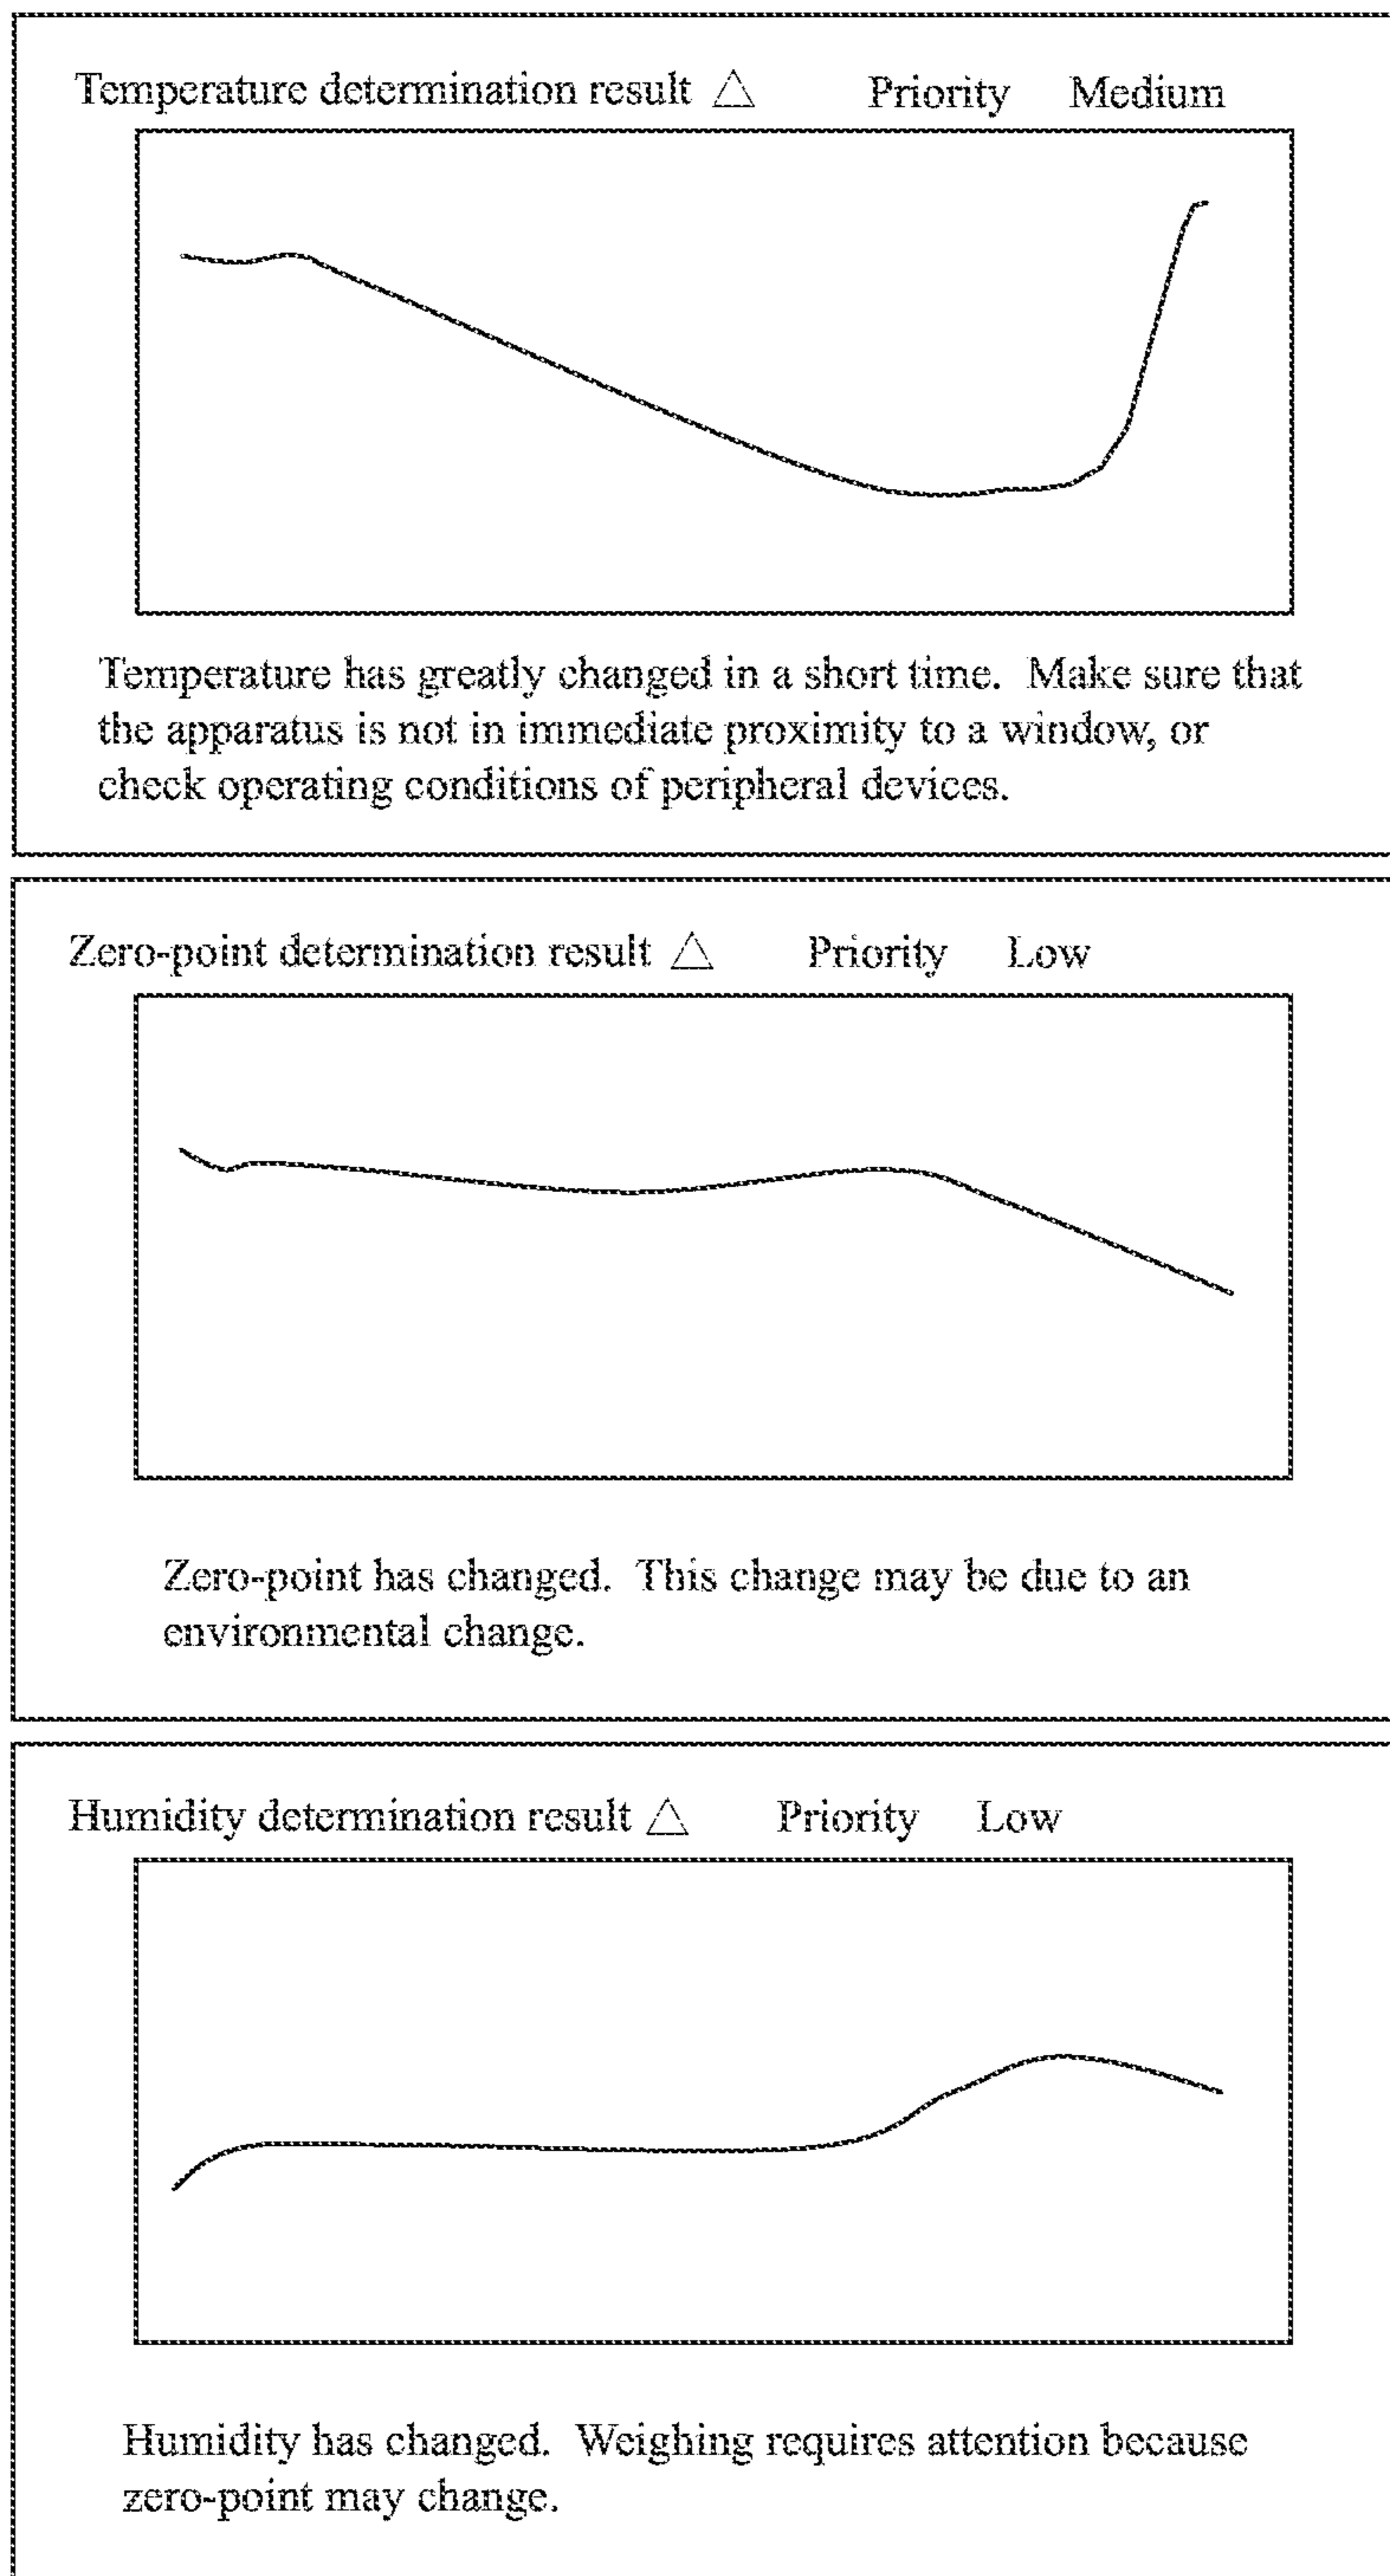 Temperature determination result △ Priority Medium
Temperature has greatly changed in a short time. Make sure that
the apparatus is not in immediate proximity to a window, or
check operating conditions of peripheral devices.
Zero-point determination result △ Priority Low
Zero-point has changed. This change may be due to an
environmental change.
Humidity determination result △ Priority Low
Humidity has changed. Weighing requires attention because
zero-point may change.